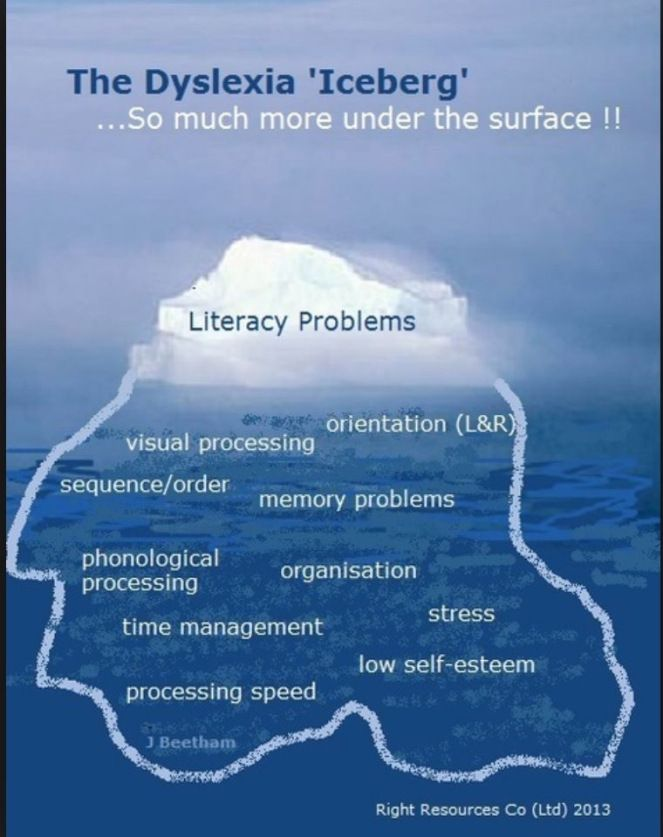 The Dyslexia 'Iceberg'
...So much more under the surface !!
Literacy Problems
orientation (L&R)
visual processing
sequence/order
memory problems
phonological
processing
organisation
stress
time management
low self-esteem
processing speed
J Beetham
Right Resources Co (Ltd) 2013